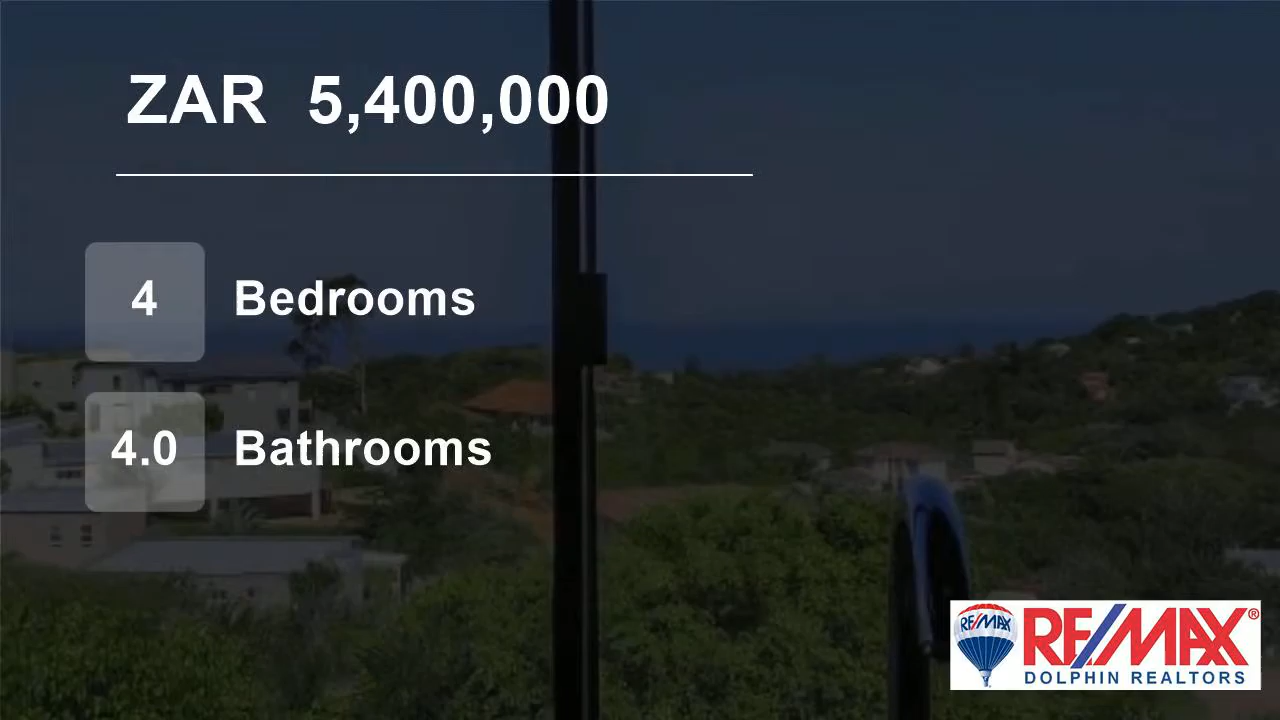 ZAR 5,400,000
4 Bedrooms
4.0 Bathrooms
RE/MAX
RE/MAX®
DOLPHIN REALTORS